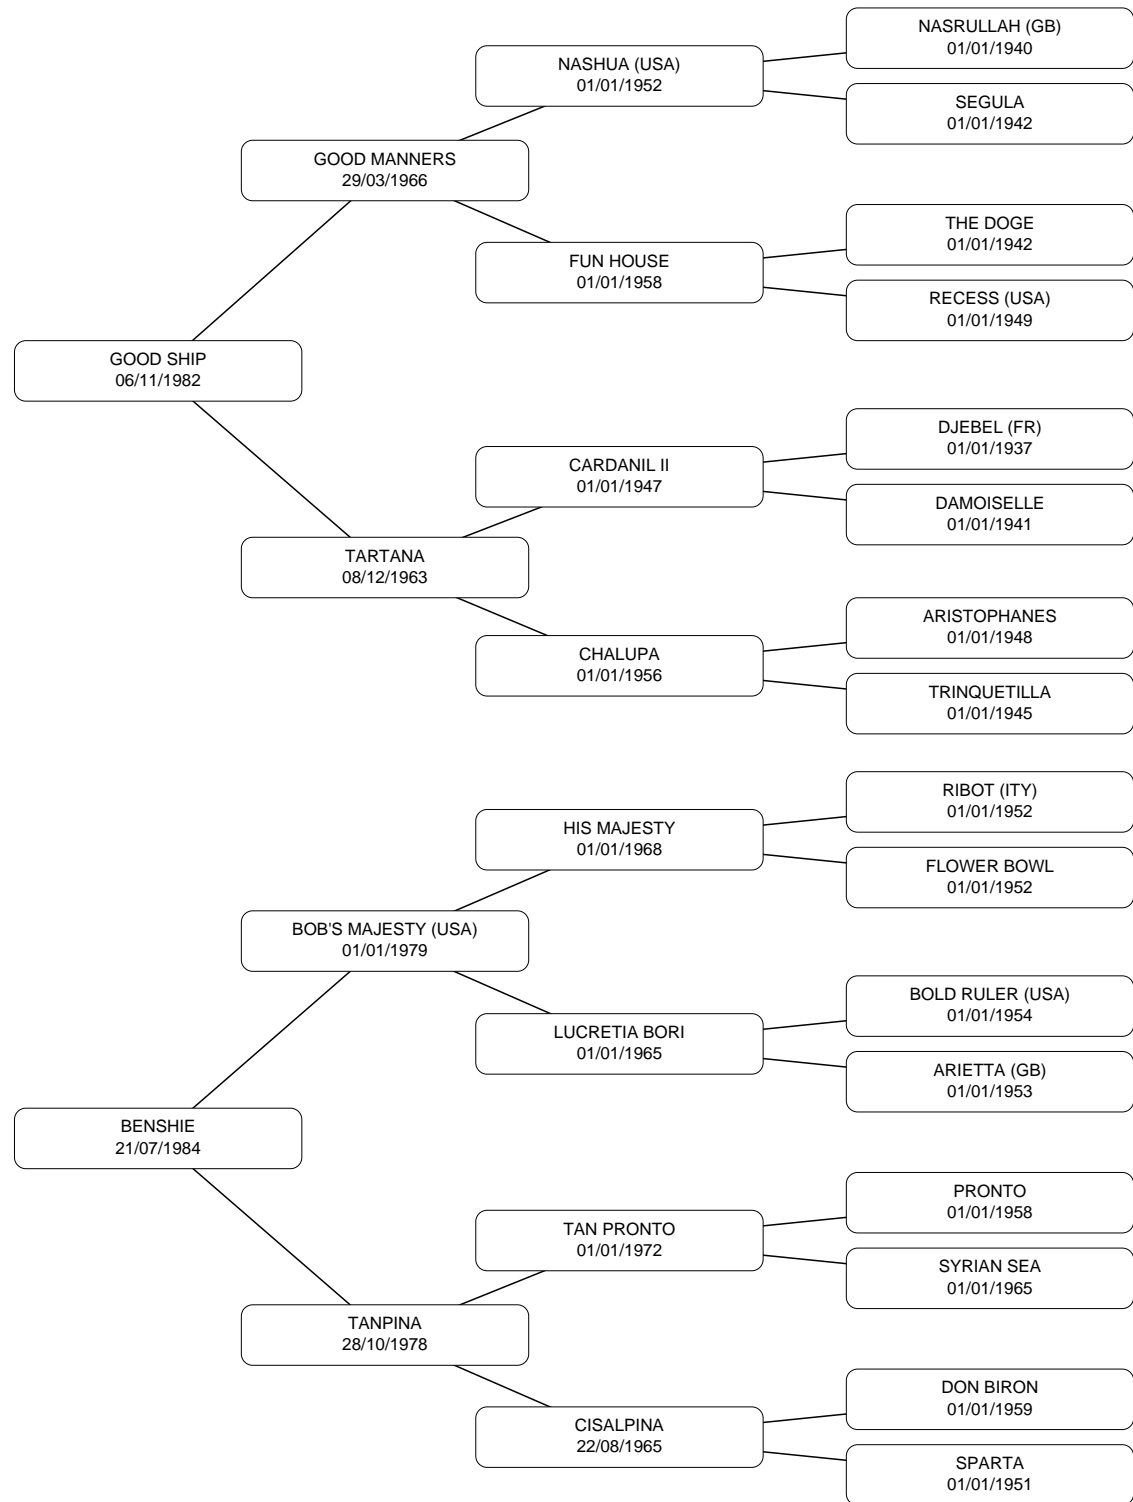 NASRULLAH (GB)
01/01/1940
NASHUA (USA)
01/01/1952
SEGULA
01/01/1942
GOOD MANNERS
29/03/1966
THE DOGE
01/01/1942
FUN HOUSE
01/01/1958
RECESS (USA)
01/01/1949
GOOD SHIP
06/11/1982
DJEBEL (FR)
01/01/1937
CARDANIL II
01/01/1947
DAMOISELLE
01/01/1941
TARTANA
08/12/1963
ARISTOPHANES
01/01/1948
CHALUPA
01/01/1956
TRINQUETILLA
01/01/1945
RIBOT (ITY)
01/01/1952
HIS MAJESTY
01/01/1968
FLOWER BOWL
01/01/1952
BOB'S MAJESTY (USA)
01/01/1979
BOLD RULER (USA)
01/01/1954
LUCRETIA BORI
01/01/1965
ARIETTA (GB)
01/01/1953
BENSHIE
21/07/1984
PRONTO
01/01/1958
TAN PRONTO
01/01/1972
SYRIAN SEA
01/01/1965
TANPINA
28/10/1978
DON BIRON
01/01/1959
CISALPINA
22/08/1965
SPARTA
01/01/1951